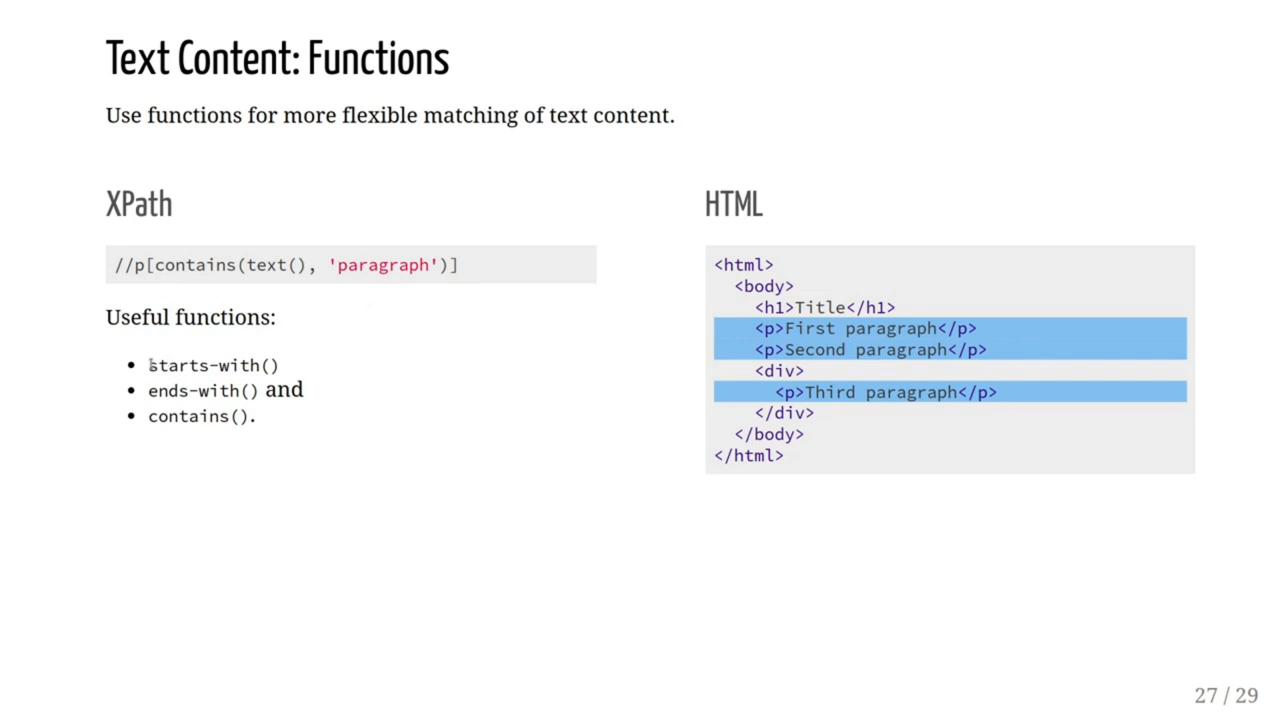 Text Content: Functions
Use functions for more flexible matching of text content.
XPath
//p[contains(text(), 'paragraph')]
Useful functions:
• starts-with()
• ends-with() and
• contains().
HTML
<html>
  <body>
    <h1>Title</h1>
    <p>First paragraph</p>
    <p>Second paragraph</p>
    <div>
      <p>Third paragraph</p>
    </div>
  </body>
</html>
27 / 29